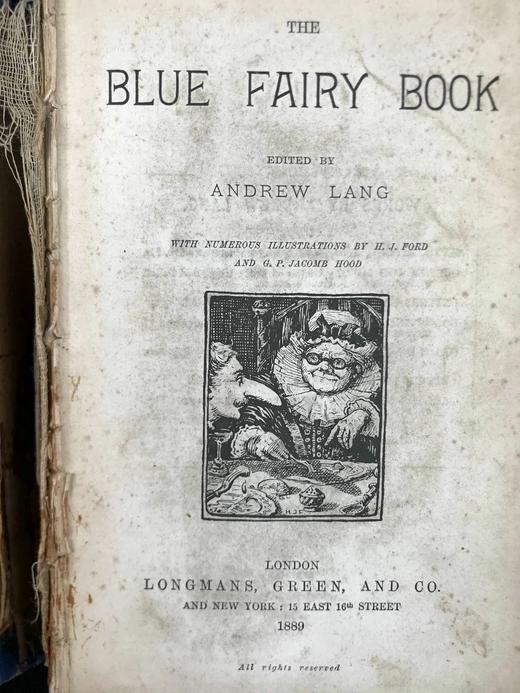 THE
BLUE FAIRY BOOK
EDITED BY
ANDREW LANG
WITH NUMEROUS ILLUSTRATIONS BY H. J. FORD
AND G. P. JACOMB HOOD
HJF
LONDON
LONGMANS, GREEN, AND CO.
AND NEW YORK : 15 EAST 16th STREET
1889
All rights reserved